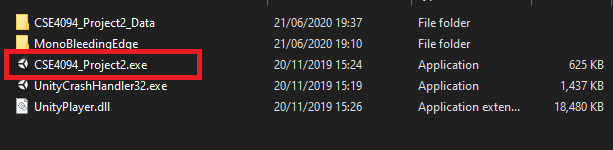 CSE4094_Project2_Data 21/06/2020 19:37 File folder
MonoBleedingEdge 21/06/2020 19:10 File folder
CSE4094_Project2.exe 20/11/2019 15:24 Application 625 KB
UnityCrashHandler32.exe 20/11/2019 15:19 Application 1,437 KB
UnityPlayer.dll 20/11/2019 15:26 Application exten... 18,480 KB